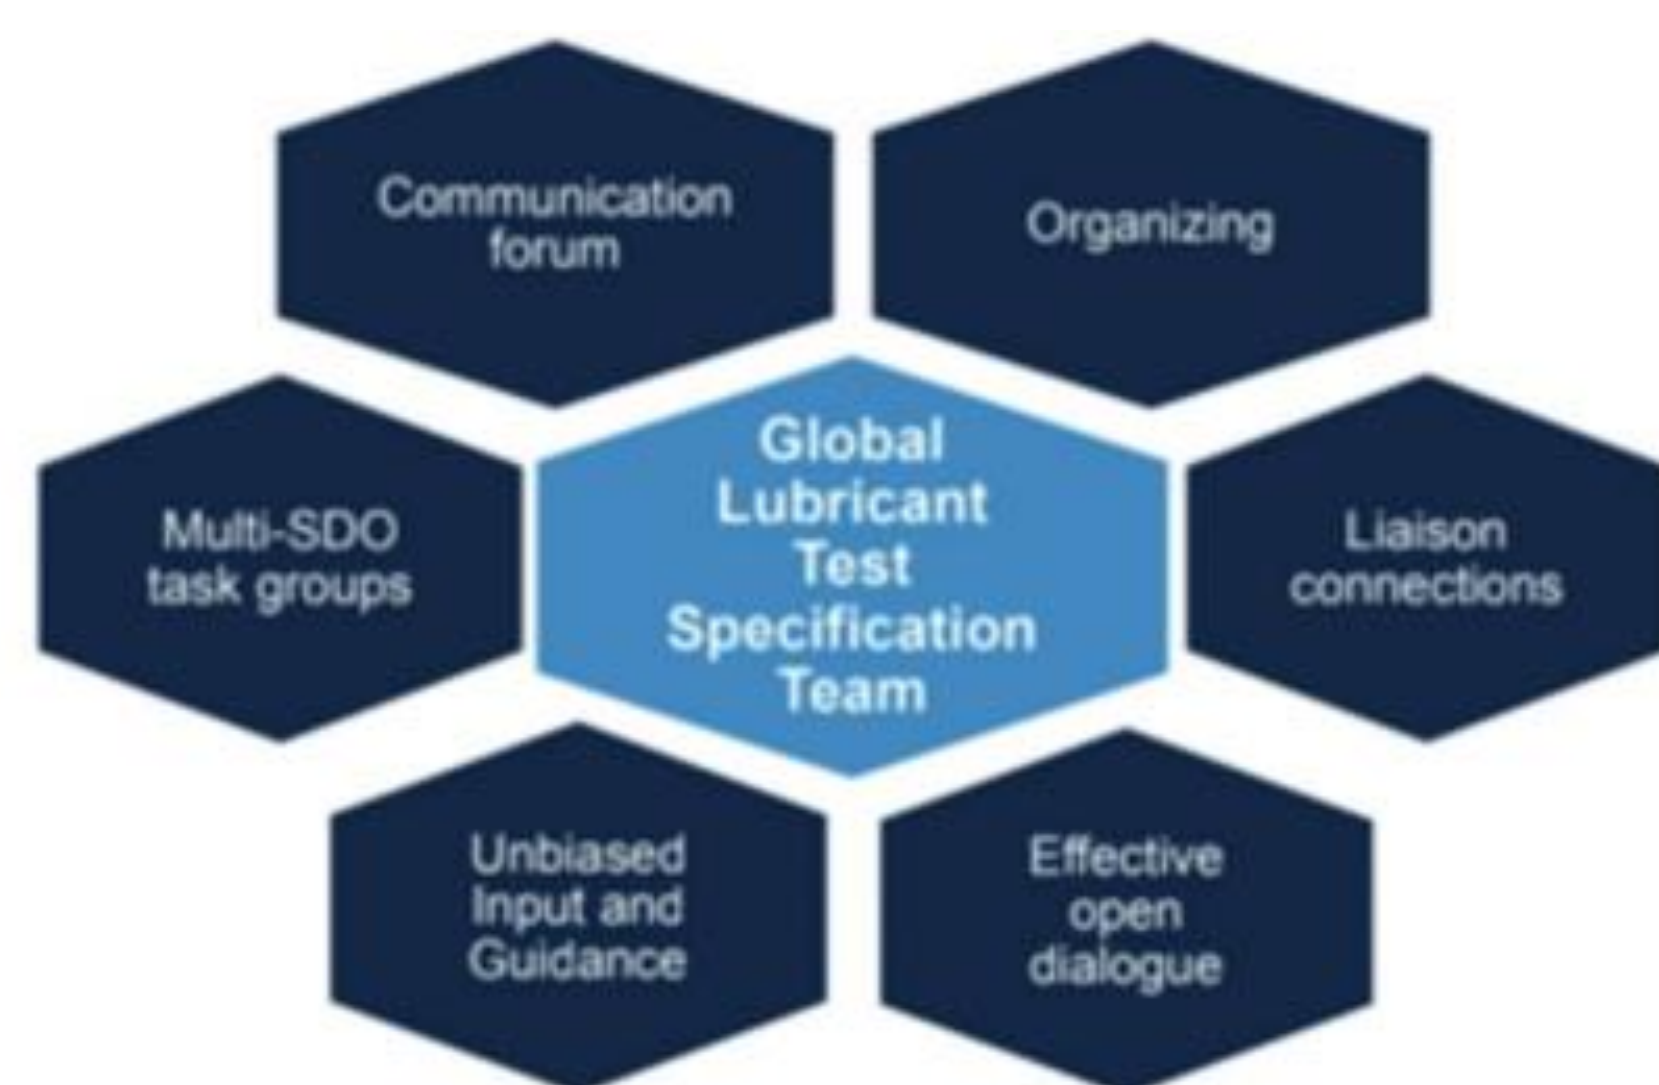 Communication
forum
Organizing
Multi-SDO
task groups
Global
Lubricant
Test
Specification
Team
Liaison
connections
Unbiased
Input and
Guidance
Effective
open
dialogue